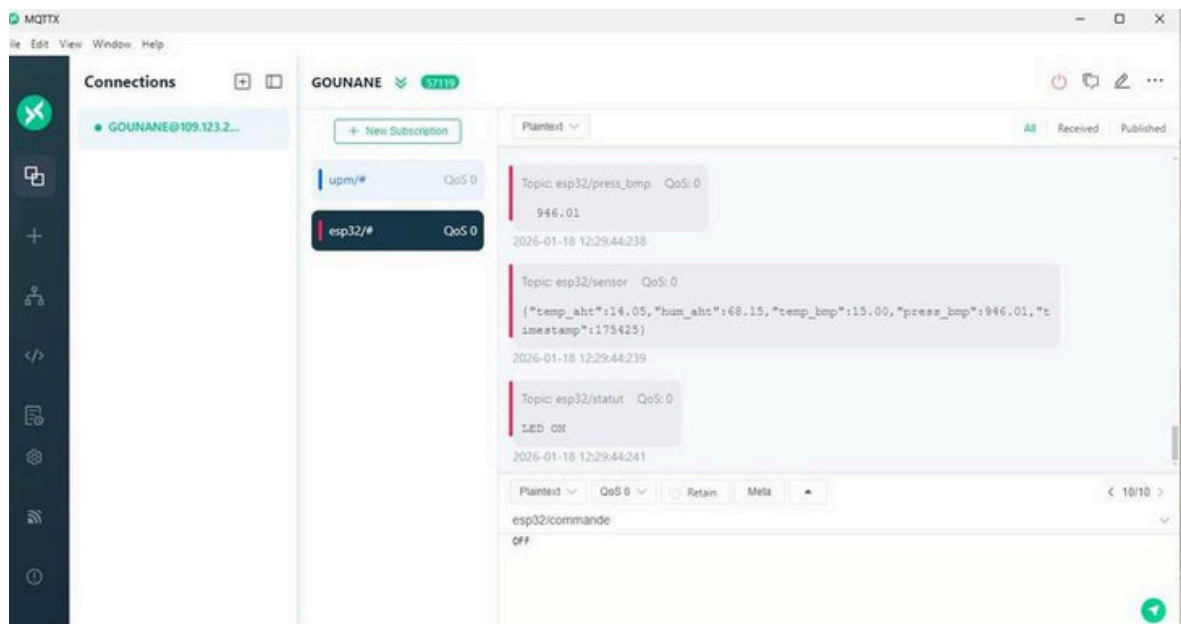 MQTTX
ile Edit View Window Help
Connections
GOUNANE 57119
GOUNANE@109.123.2...
+ New Subscription
Plaintext
All Received Published
upm/# QoS 0
esp32/# QoS 0
Topic: esp32/press_bmp QoS: 0
946.01
2026-01-18 12:29:44:238
Topic: esp32/sensor QoS: 0
{"temp_aht":14.05,"hum_aht":68.15,"temp_bmp":15.00,"press_bmp":946.01,"t
imestamp":175425}
2026-01-18 12:29:44:239
Topic: esp32/statut QoS: 0
LED ON
2026-01-18 12:29:44:241
Plaintext QoS 0 Retain Meta
< 10/10 >
esp32/commande
OFF